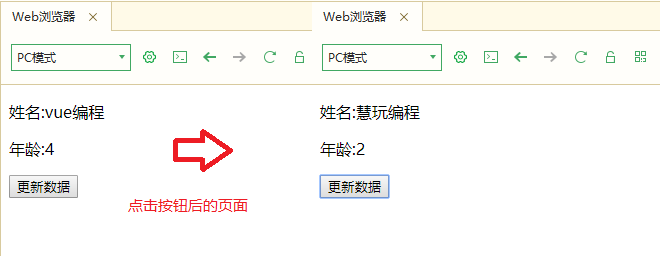 Web浏览器 Web浏览器
PC模式 PC模式
姓名:vue编程 姓名:慧玩编程
年龄:4 年龄:2
更新数据 更新数据
点击按钮后的页面